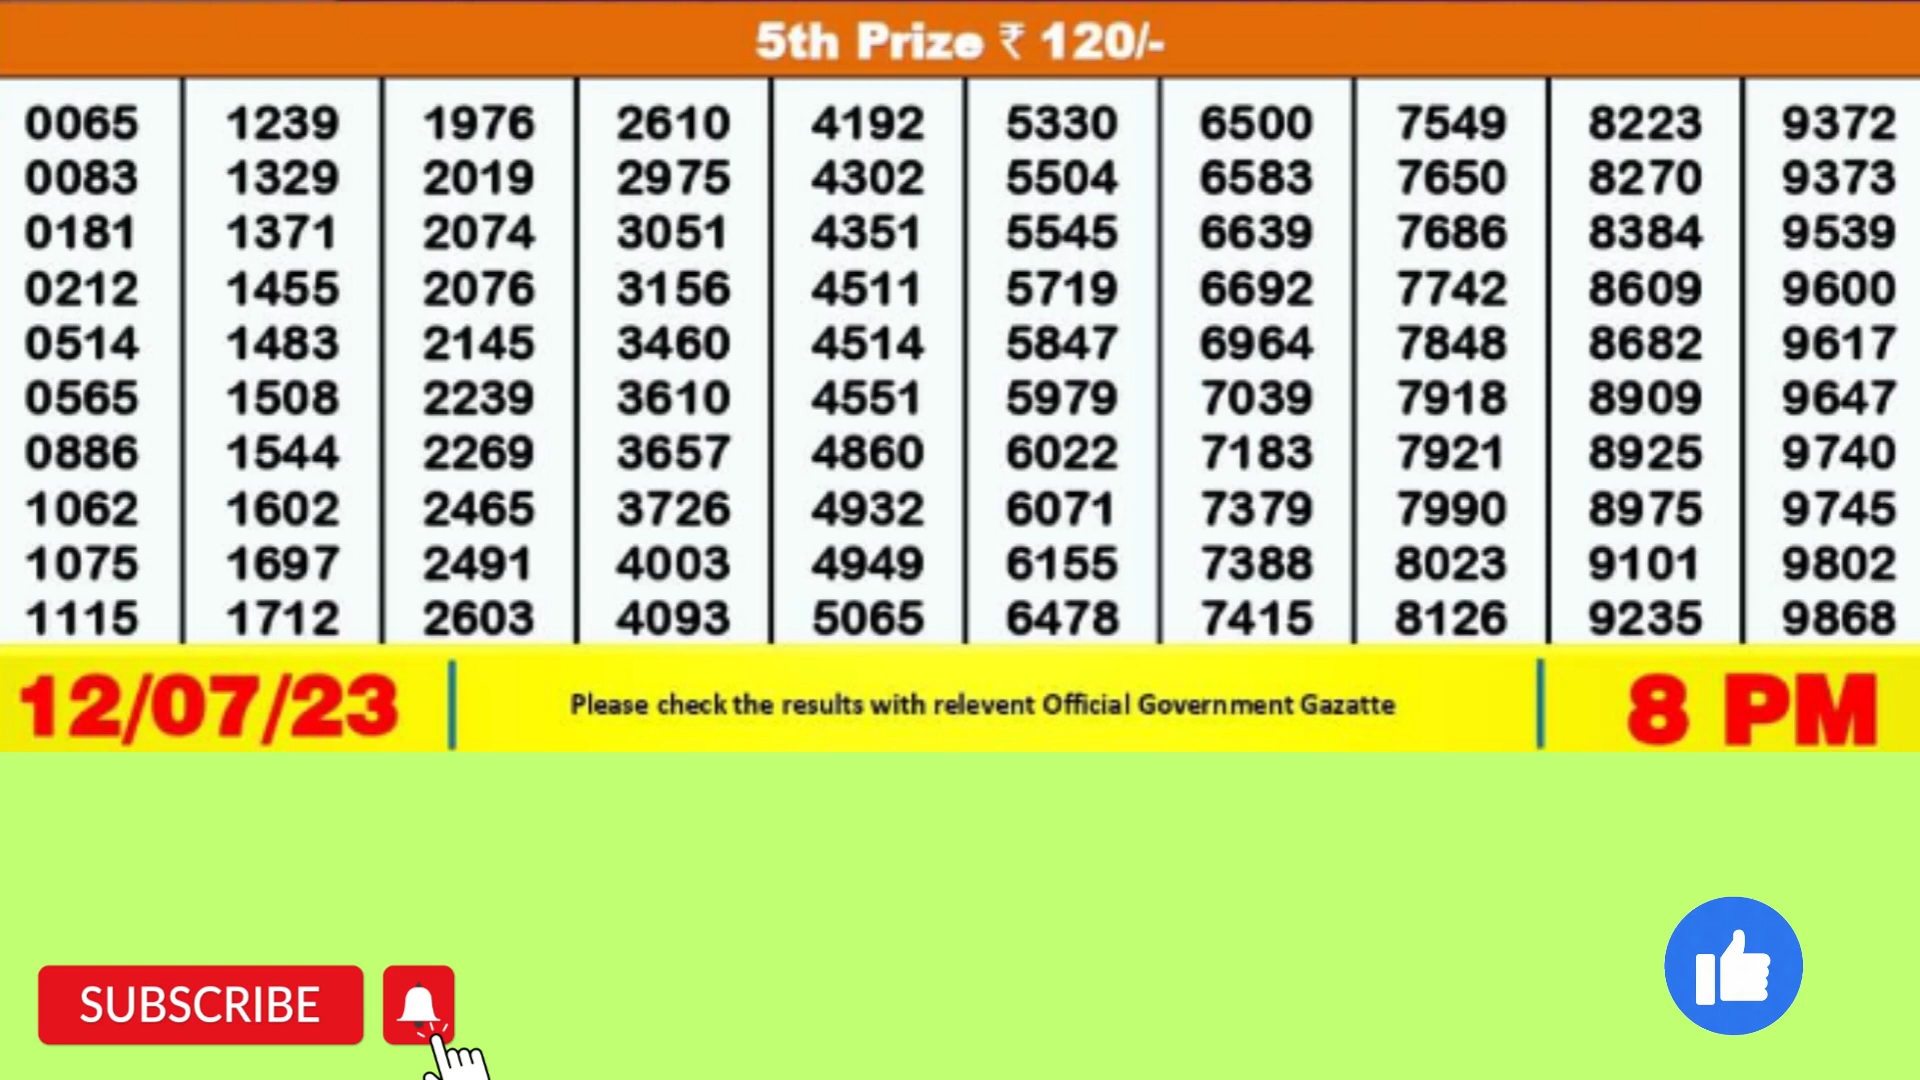 5th Prize ₹ 120/-
0065 1239 1976 2610 4192 5330 6500 7549 8223 9372
0083 1329 2019 2975 4302 5504 6583 7650 8270 9373
0181 1371 2074 3051 4351 5545 6639 7686 8384 9539
0212 1455 2076 3156 4511 5719 6692 7742 8609 9600
0514 1483 2145 3460 4514 5847 6964 7848 8682 9617
0565 1508 2239 3610 4551 5979 7039 7918 8909 9647
0886 1544 2269 3657 4860 6022 7183 7921 8925 9740
1062 1602 2465 3726 4932 6071 7379 7990 8975 9745
1075 1697 2491 4003 4949 6155 7388 8023 9101 9802
1115 1712 2603 4093 5065 6478 7415 8126 9235 9868
12/07/23 Please check the results with relevent Official Government Gazatte 8 PM
SUBSCRIBE